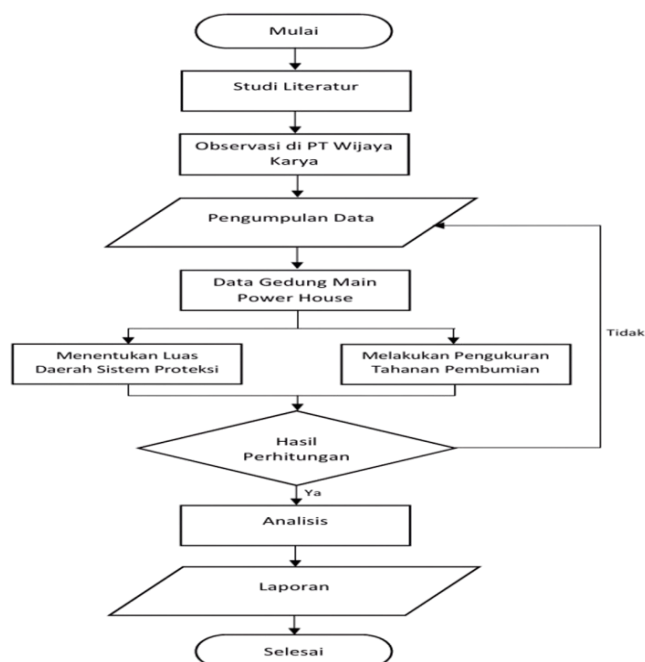 Mulai
Studi Literatur
Observasi di PT Wijaya
Karya
Pengumpulan Data
Data Gedung Main
Power House
Tidak
Menentukan Luas
Daerah Sistem Proteksi
Melakukan Pengukuran
Tahanan Pembumian
Hasil
Perhitungan
Ya
Analisis
Laporan
Selesai